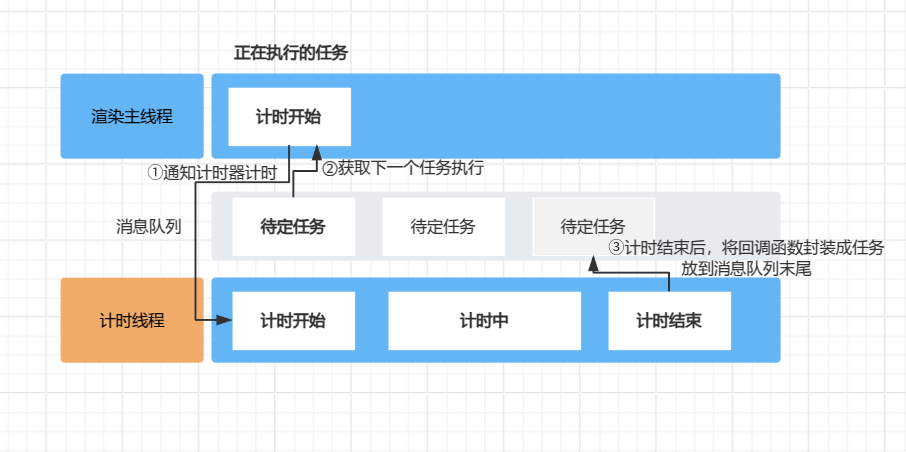 正在执行的任务
渲染主线程
计时开始
①通知计时器计时
②获取下一个任务执行
消息队列
待定任务
待定任务
待定任务
③计时结束后，将回调函数封装成任务
放到消息队列末尾
计时线程
计时开始
计时中
计时结束